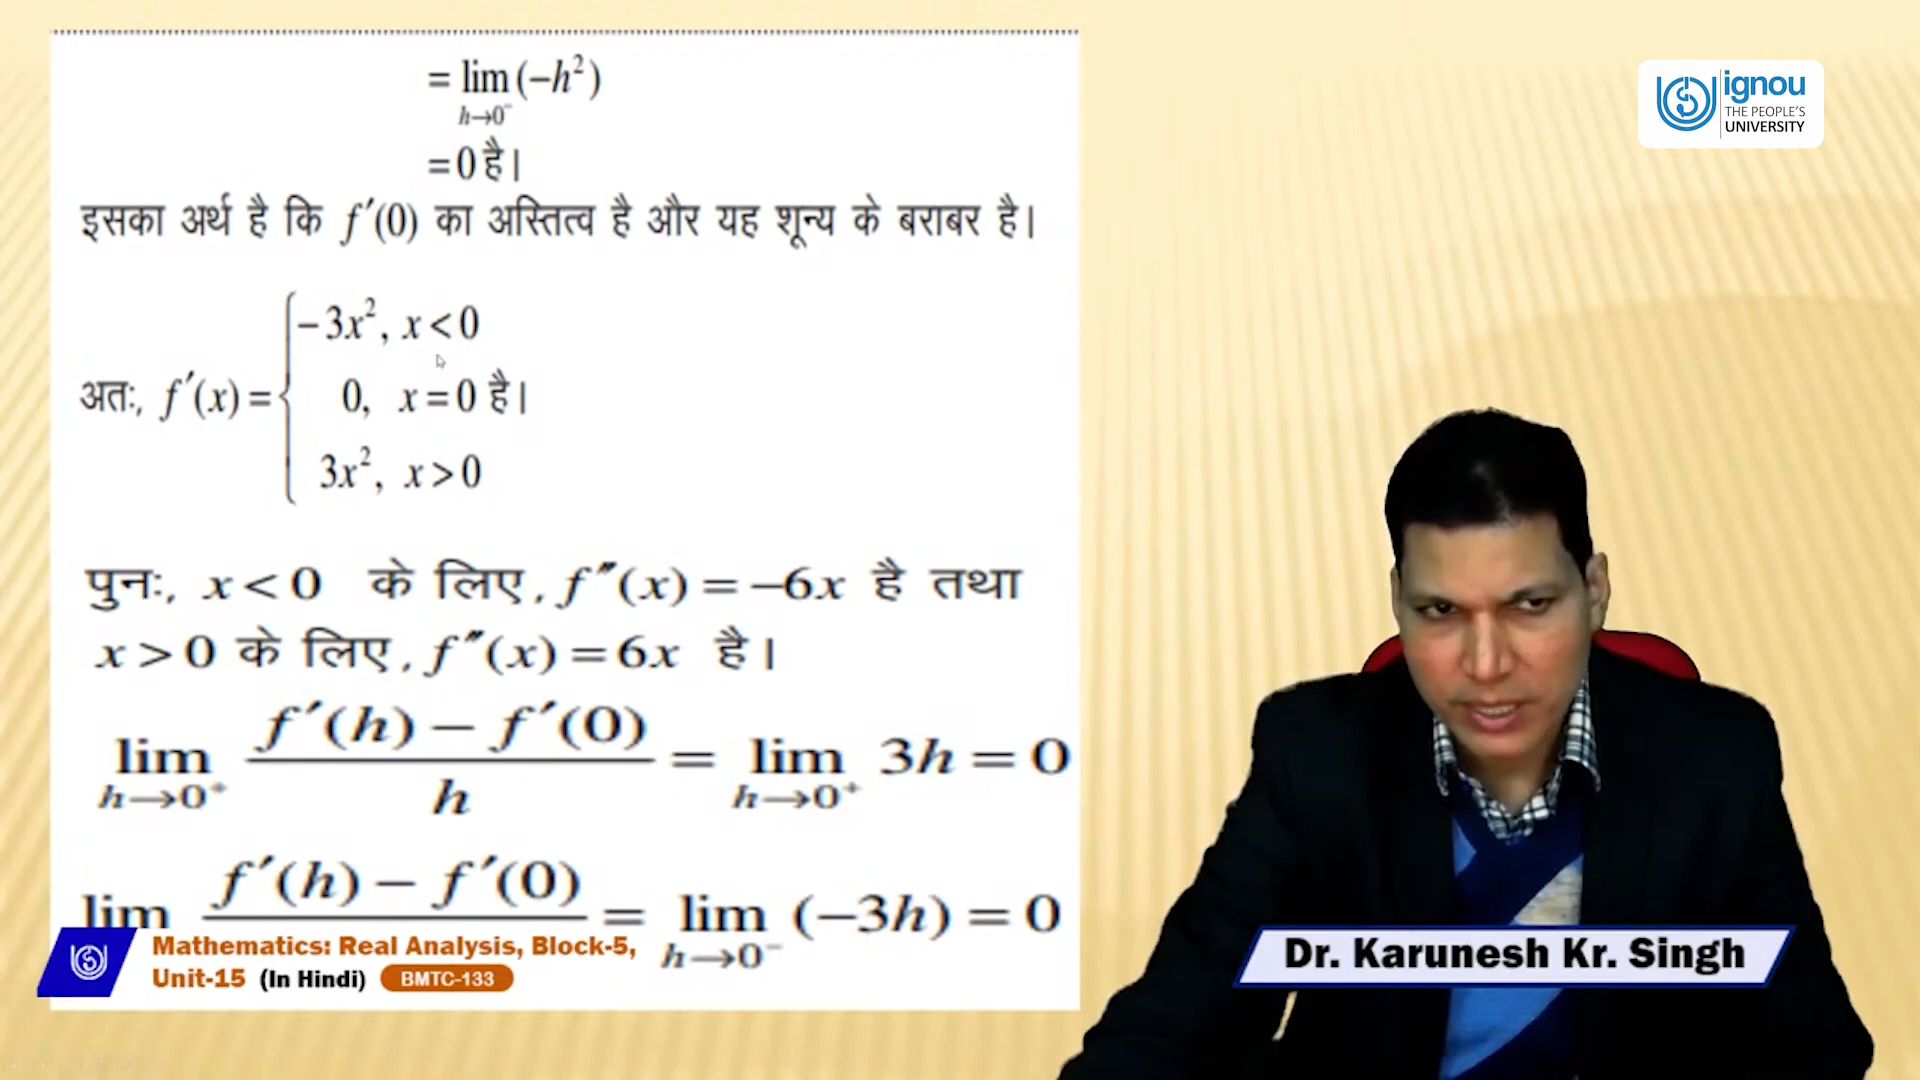 = lim (−h²)
h→0⁻
= 0 है।
इसका अर्थ है कि f′(0) का अस्तित्व है और यह शून्य के बराबर है।
−3x², x < 0
अतः, f′(x) = { 0, x = 0 है।
3x², x > 0
पुनः, x < 0 के लिए, f″(x) = −6x है तथा
x > 0 के लिए, f″(x) = 6x है।
lim f′(h) − f′(0) / h = lim 3h = 0
h→0⁺ h→0⁺
lim f′(h) − f′(0) = lim (−3h) = 0
h→0⁻
Mathematics: Real Analysis, Block-5,
Unit-15 (In Hindi) BMTC-133
ignou
THE PEOPLE'S
UNIVERSITY
Dr. Karunesh Kr. Singh